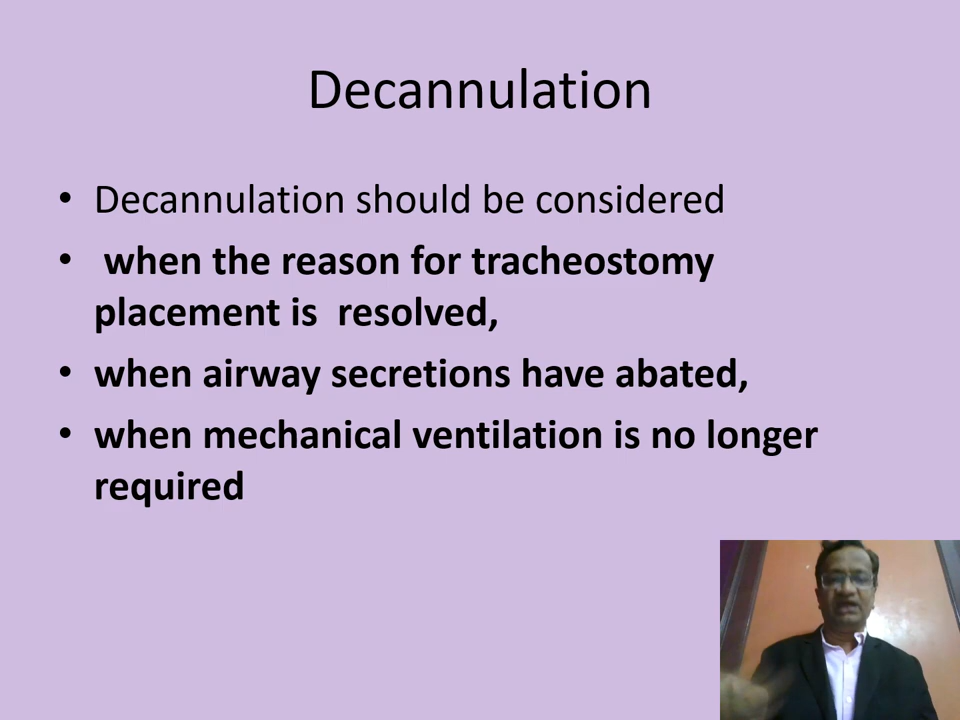 Decannulation
• Decannulation should be considered
• when the reason for tracheostomy
placement is  resolved,
• when airway secretions have abated,
• when mechanical ventilation is no longer
required